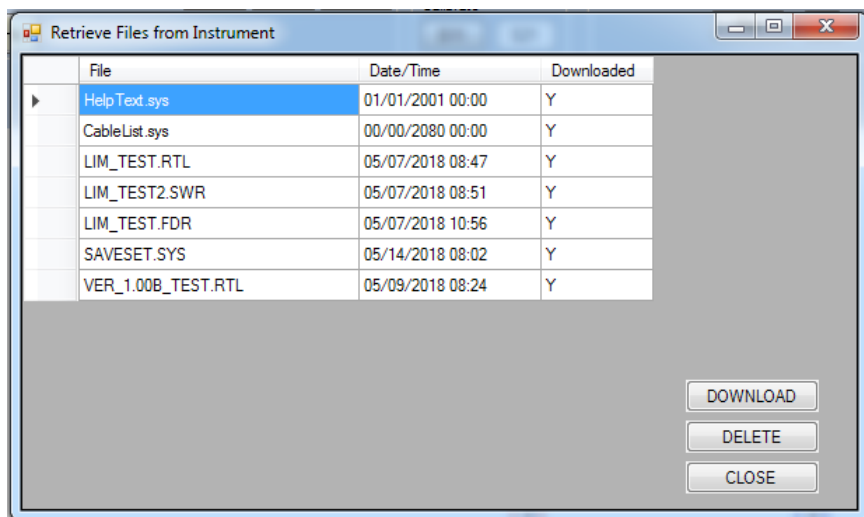 Retrieve Files from Instrument
File Date/Time Downloaded
HelpText.sys 01/01/2001 00:00 Y
CableList.sys 00/00/2080 00:00 Y
LIM_TEST.RTL 05/07/2018 08:47 Y
LIM_TEST2.SWR 05/07/2018 08:51 Y
LIM_TEST.FDR 05/07/2018 10:56 Y
SAVESET.SYS 05/14/2018 08:02 Y
VER_1.00B_TEST.RTL 05/09/2018 08:24 Y
DOWNLOAD
DELETE
CLOSE